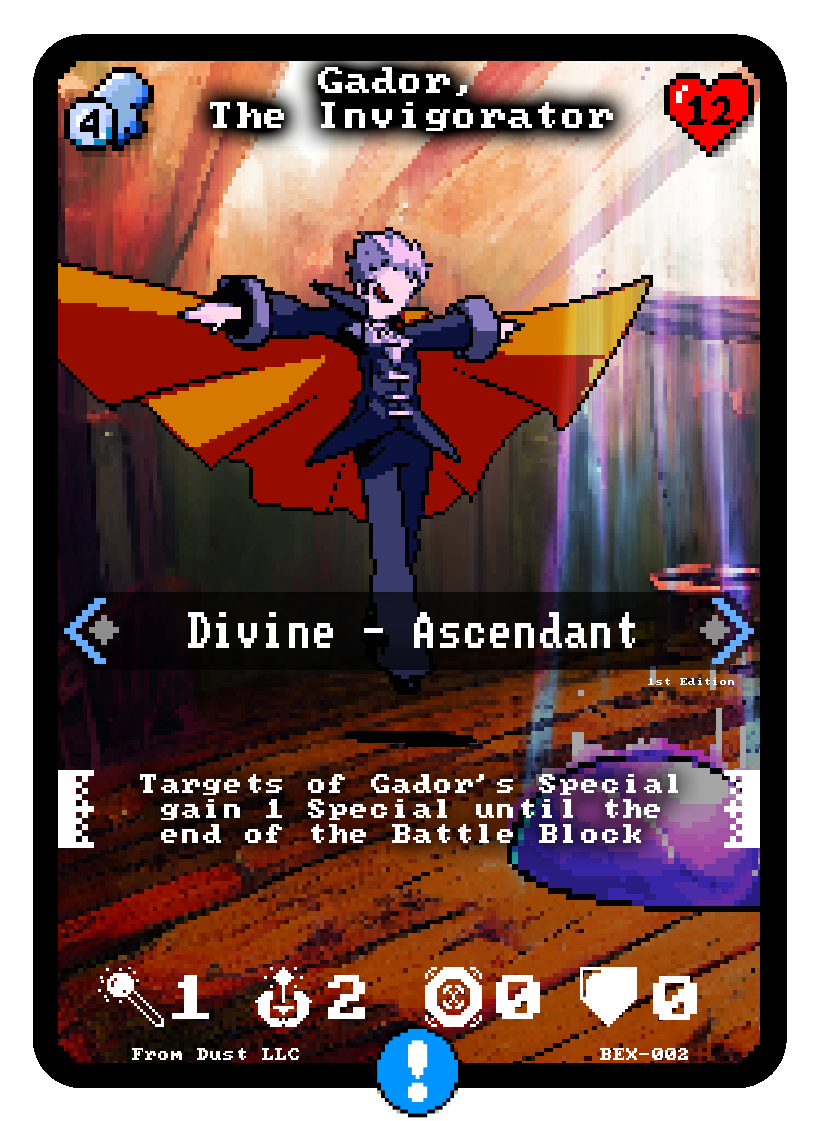 Gador,
The Invigorator
4
12
Divine - Ascendant
1st Edition
Targets of Gador's Special
gain 1 Special until the
end of the Battle Block
1 2 0 0
From Dust LLC
BEX-002
!